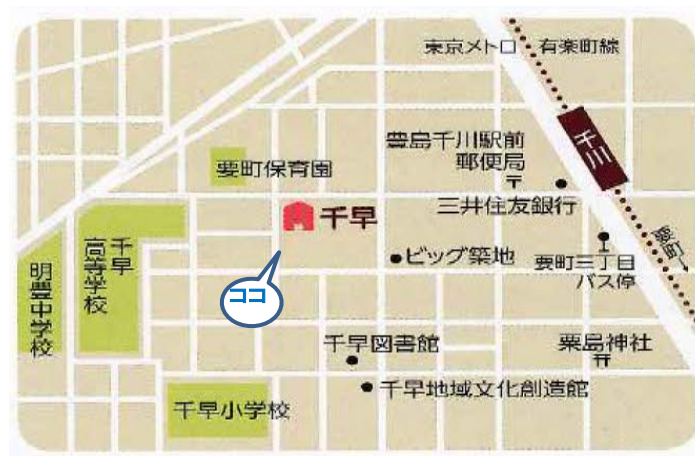 東京メトロ 有楽町線
千川
豊島千川駅前
郵便局
三井住友銀行
要町保育園
千早
ビッグ築地
要町三丁目
バス停
要町
ココ
千早
高等学校
明豊中学校
千早図書館
粟島神社
千早地域文化創造館
千早小学校